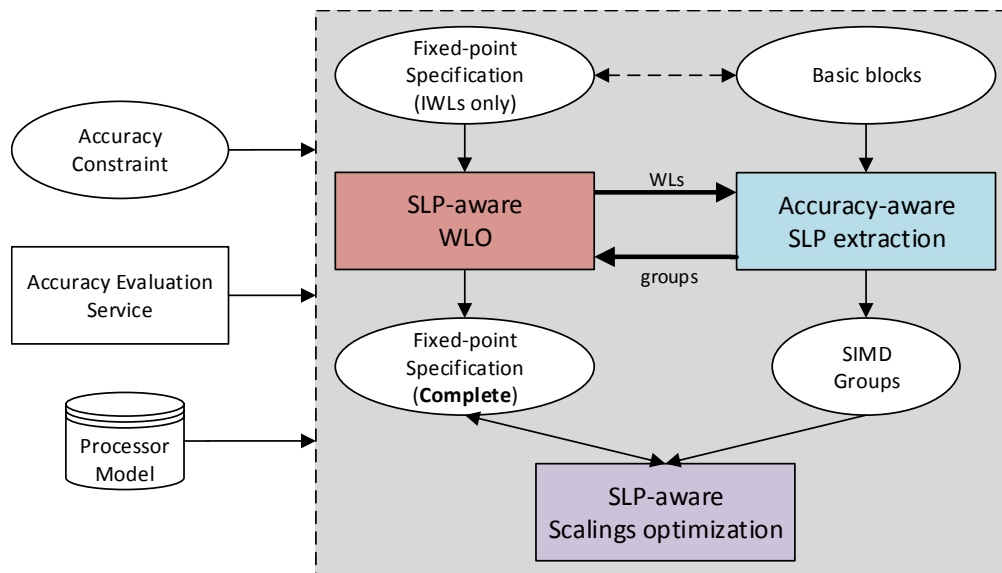 Fixed-point
Specification
(IWLs only)
Basic blocks
Accuracy
Constraint
WLs
SLP-aware
WLO
Accuracy-aware
SLP extraction
groups
Accuracy Evaluation
Service
Fixed-point
Specification
(Complete)
SIMD
Groups
Processor
Model
SLP-aware
Scalings optimization